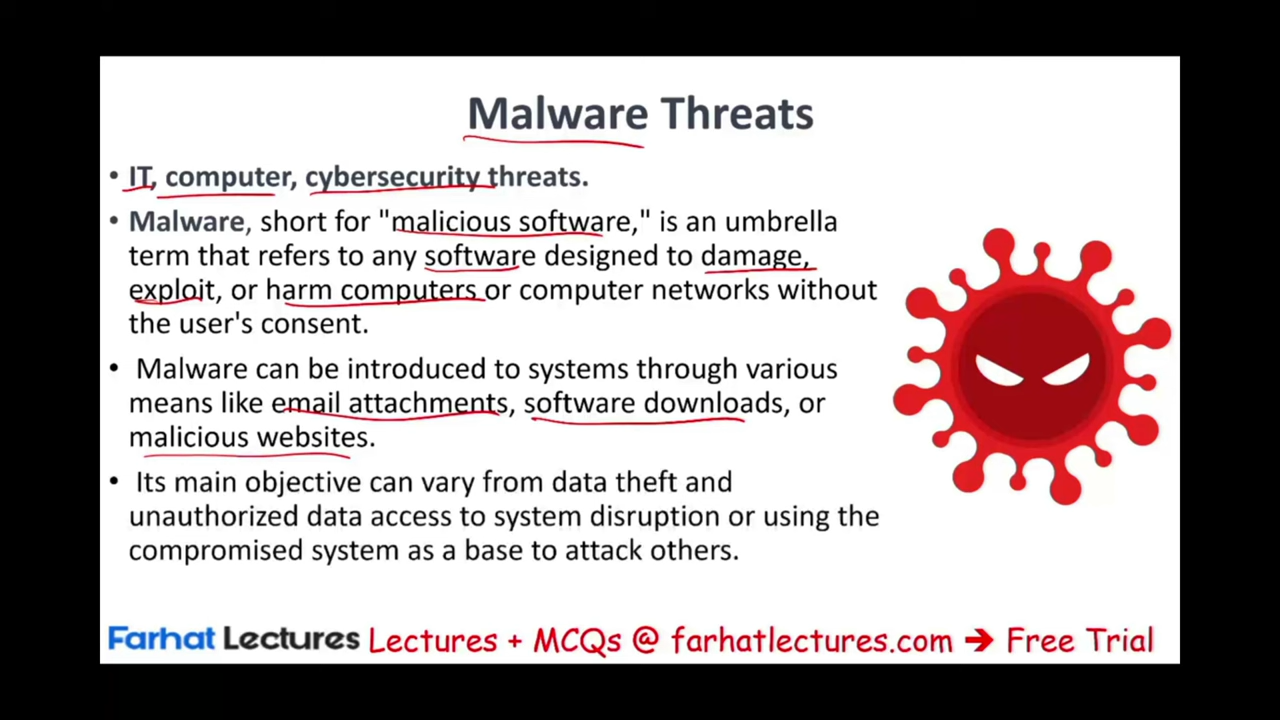 Malware Threats
• IT, computer, cybersecurity threats.
• Malware, short for "malicious software," is an umbrella
term that refers to any software designed to damage,
exploit, or harm computers or computer networks without
the user's consent.
• Malware can be introduced to systems through various
means like email attachments, software downloads, or
malicious websites.
• Its main objective can vary from data theft and
unauthorized data access to system disruption or using the
compromised system as a base to attack others.
Farhat Lectures Lectures + MCQs @ farhatlectures.com → Free Trial